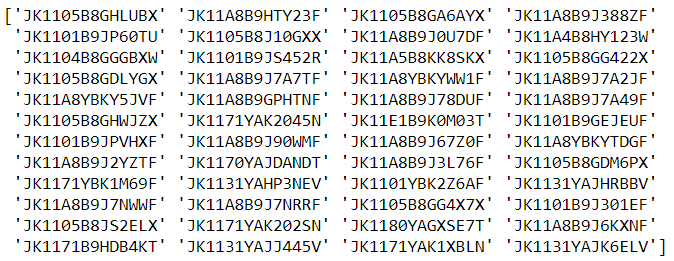 ['JK1105B8GHLUBX' 'JK11A8B9HTY23F' 'JK1105B8GA6AYX' 'JK11A8B9J388ZF'
'JK1101B9JP60TU' 'JK1105B8J10GXX' 'JK11A8B9J0U7DF' 'JK11A4B8HY123W'
'JK1104B8GGGBXW' 'JK1101B9JS452R' 'JK11A5B8KK8SKX' 'JK1105B8GG422X'
'JK1105B8GDLYGX' 'JK11A8B9J7A7TF' 'JK11A8YBKYWW1F' 'JK11A8B9J7A2JF'
'JK11A8YBKY5JVF' 'JK11A8B9GPHTNF' 'JK11A8B9J78DUF' 'JK11A8B9J7A49F'
'JK1105B8GHWJZX' 'JK1171YAK2045N' 'JK11E1B9K0M03T' 'JK1101B9GEJEUF'
'JK1101B9JPVHXF' 'JK11A8B9J90WMF' 'JK11A8B9J67Z0F' 'JK11A8YBKYTDGF'
'JK11A8B9J2YZTF' 'JK1170YAJDANDT' 'JK11A8B9J3L76F' 'JK1105B8GDM6PX'
'JK1171YBK1M69F' 'JK1131YAHP3NEV' 'JK1101YBK2Z6AF' 'JK1131YAJHRBBV'
'JK11A8B9J7NWWF' 'JK11A8B9J7NRRF' 'JK1105B8GG4X7X' 'JK1101B9J301EF'
'JK1105B8JS2ELX' 'JK1171YAK202SN' 'JK1180YAGXSE7T' 'JK11A8B9J6KXNF'
'JK1171B9HDB4KT' 'JK1131YAJJ445V' 'JK1171YAK1XBLN' 'JK1131YAJK6ELV']